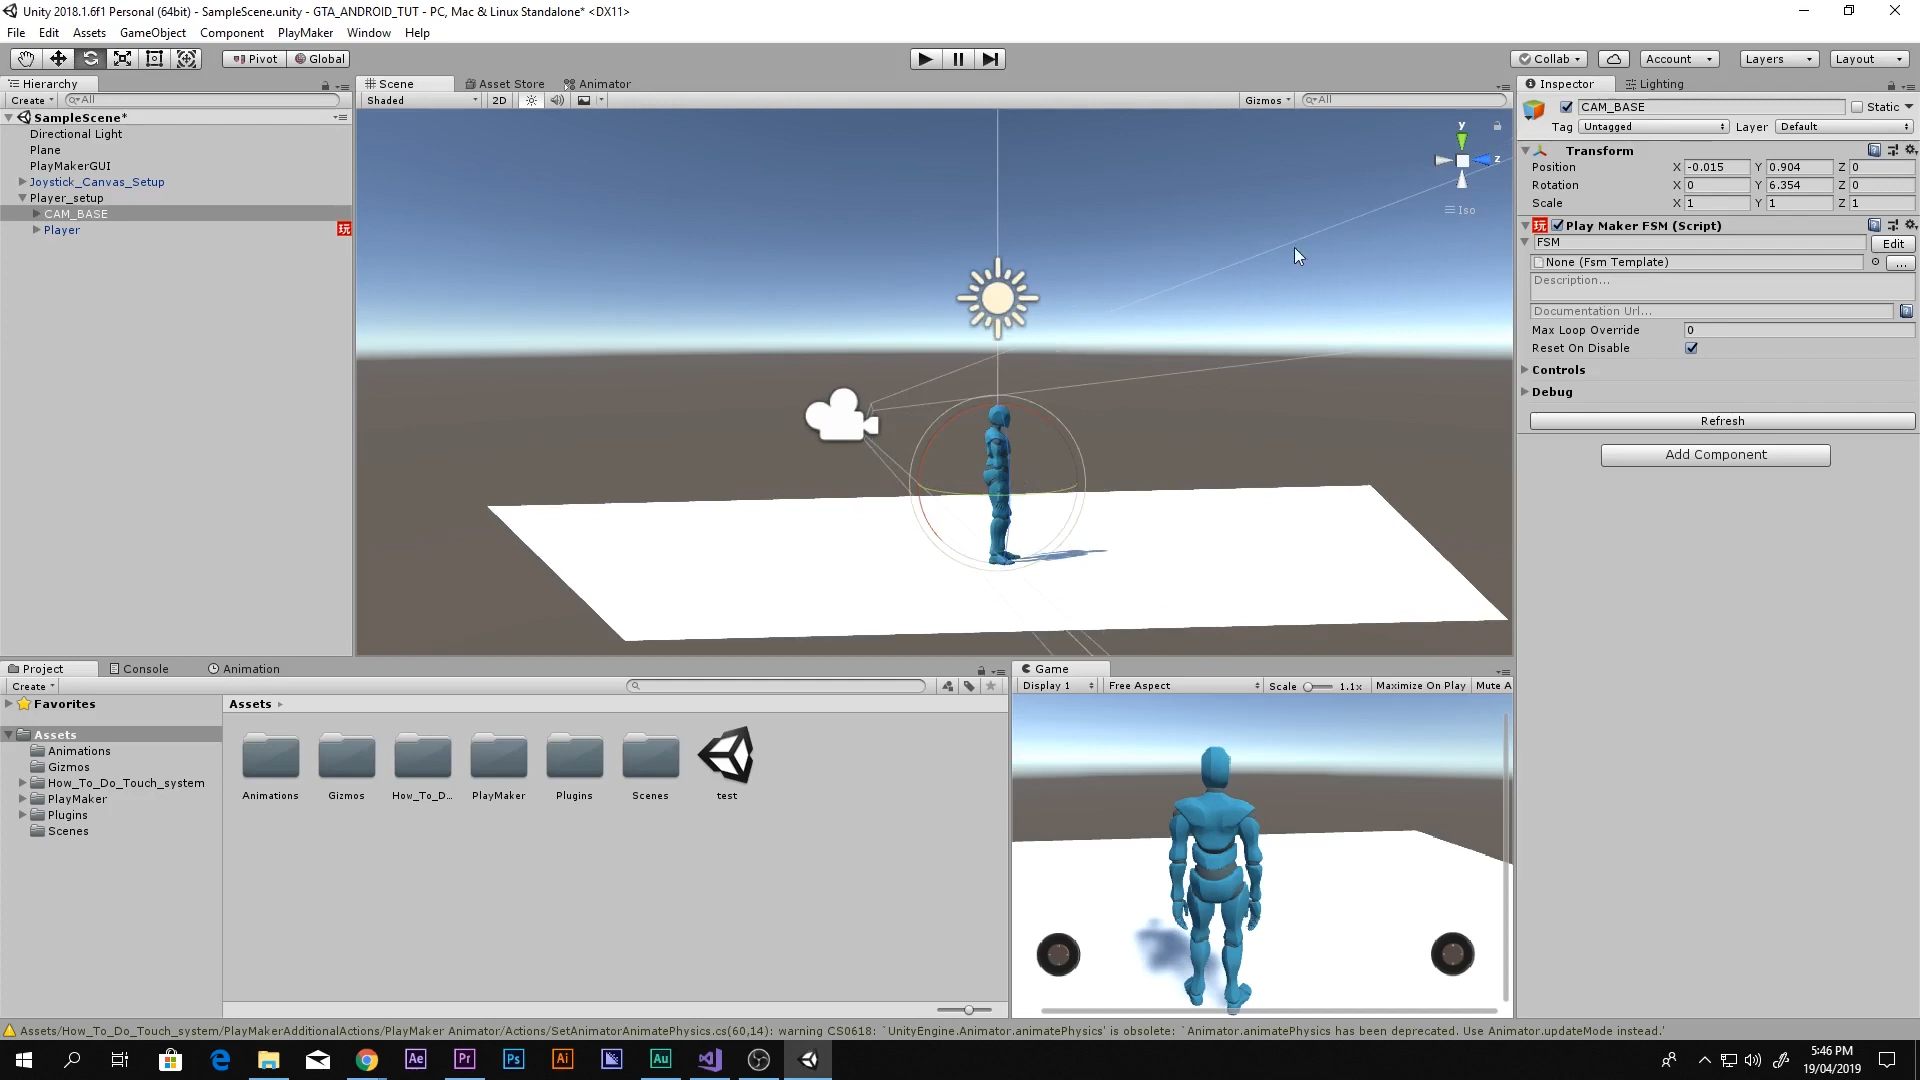 Unity 2018.1.6f1 Personal (64bit) - SampleScene.unity - GTA_ANDROID_TUT - PC, Mac & Linux Standalone* <DX11>
File Edit Assets GameObject Component PlayMaker Window Help
Pivot Global Collab Account Layers Layout
Hierarchy
Create All
SampleScene*
Directional Light
Plane
PlayMakerGUI
Joystick_Canvas_Setup
Player_setup
CAM_BASE
Player
玩
Scene Asset Store Animator
Shaded 2D Gizmos All
y
z
Iso
Inspector Lighting
CAM_BASE Static
Tag Untagged Layer Default
Transform
Position X -0.015 Y 0.904 Z 0
Rotation X 0 Y 6.354 Z 0
Scale X 1 Y 1 Z 1
玩 Play Maker FSM (Script)
FSM Edit
None (Fsm Template) ...
Description...
Documentation Url...
Max Loop Override 0
Reset On Disable
Controls
Debug
Refresh
Add Component
Project Console Animation
Create
Favorites
Assets
Animations
Gizmos
How_To_Do_Touch_system
PlayMaker
Plugins
Scenes
Assets
Animations Gizmos How_To_D... PlayMaker Plugins Scenes test
Game
Display 1 Free Aspect Scale 1.1x Maximize On Play Mute A
Assets/How_To_Do_Touch_system/PlayMakerAdditionalActions/PlayMaker Animator/Actions/SetAnimatorAnimatePhysics.cs(60,14): warning CS0618: `UnityEngine.Animator.animatePhysics' is obsolete: `Animator.animatePhysics has been deprecated. Use Animator.updateMode instead.'
Ae Pr Ps Ai Au
5:46 PM
19/04/2019